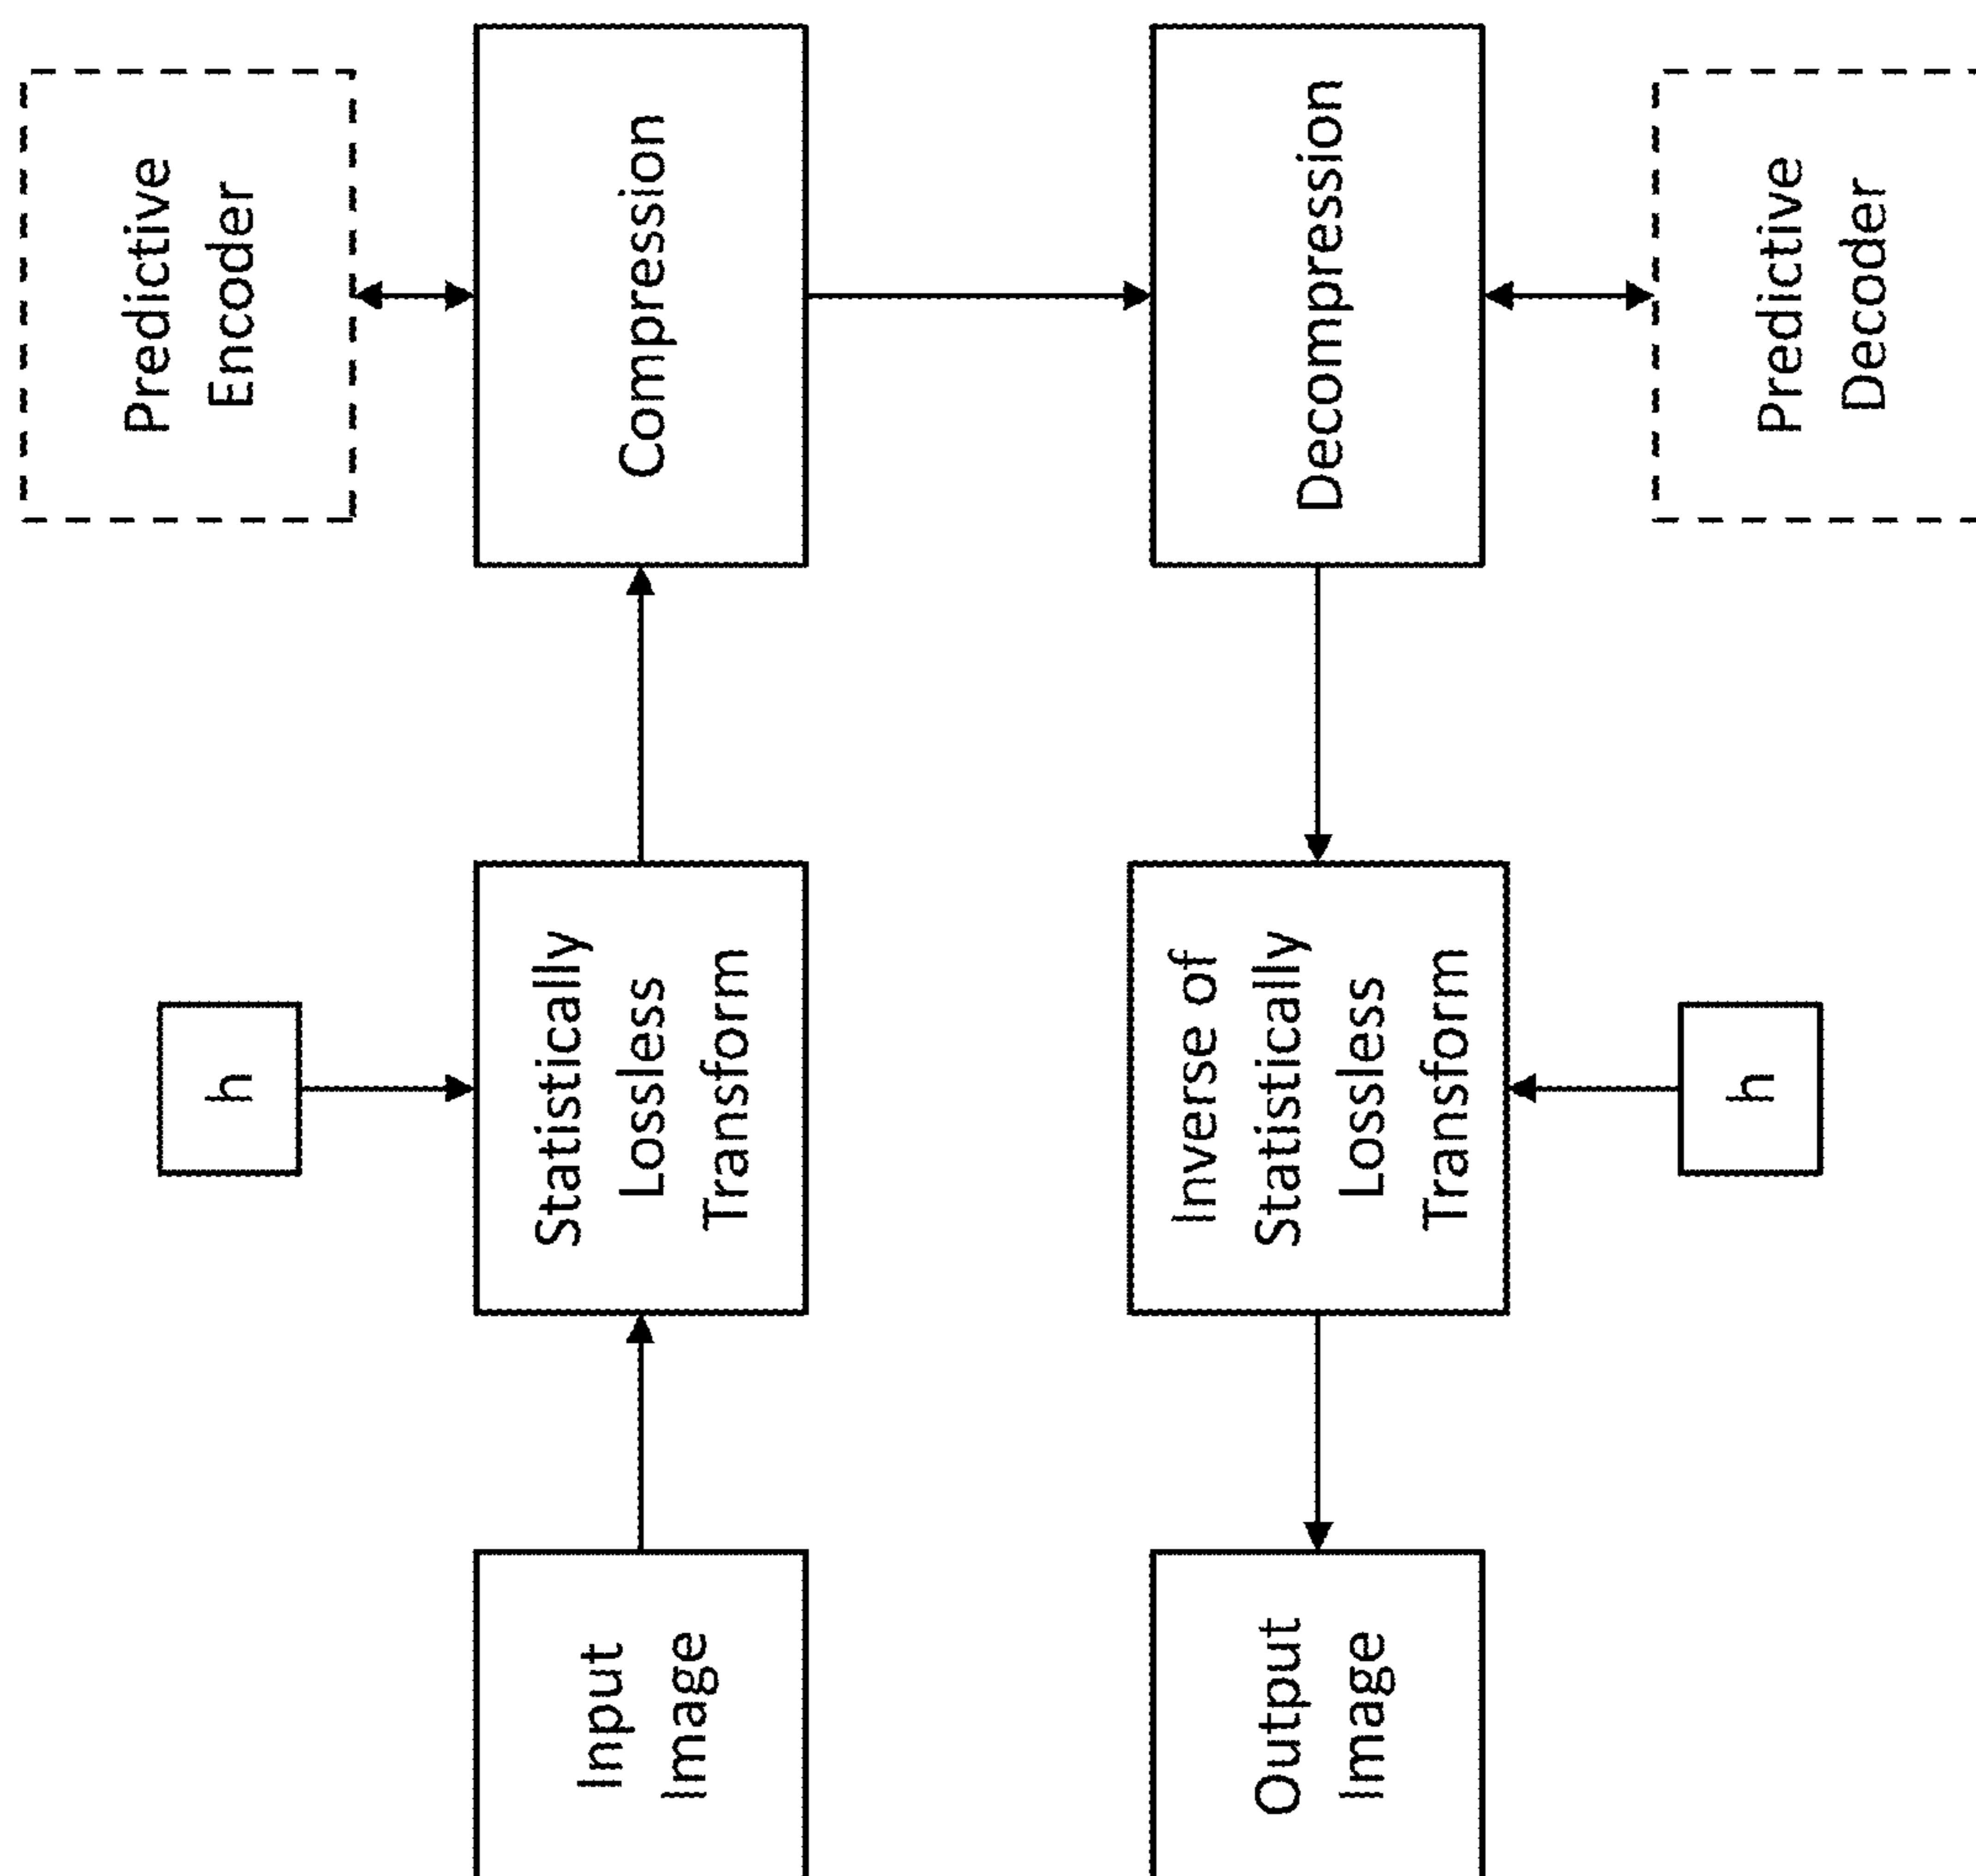 Predictive
Encoder
Compression
h
Statistically
Lossless
Transform
Input
Image
Decompression
Predictive
Decoder
Inverse of
Statistically
Lossless
Transform
h
Output
Image